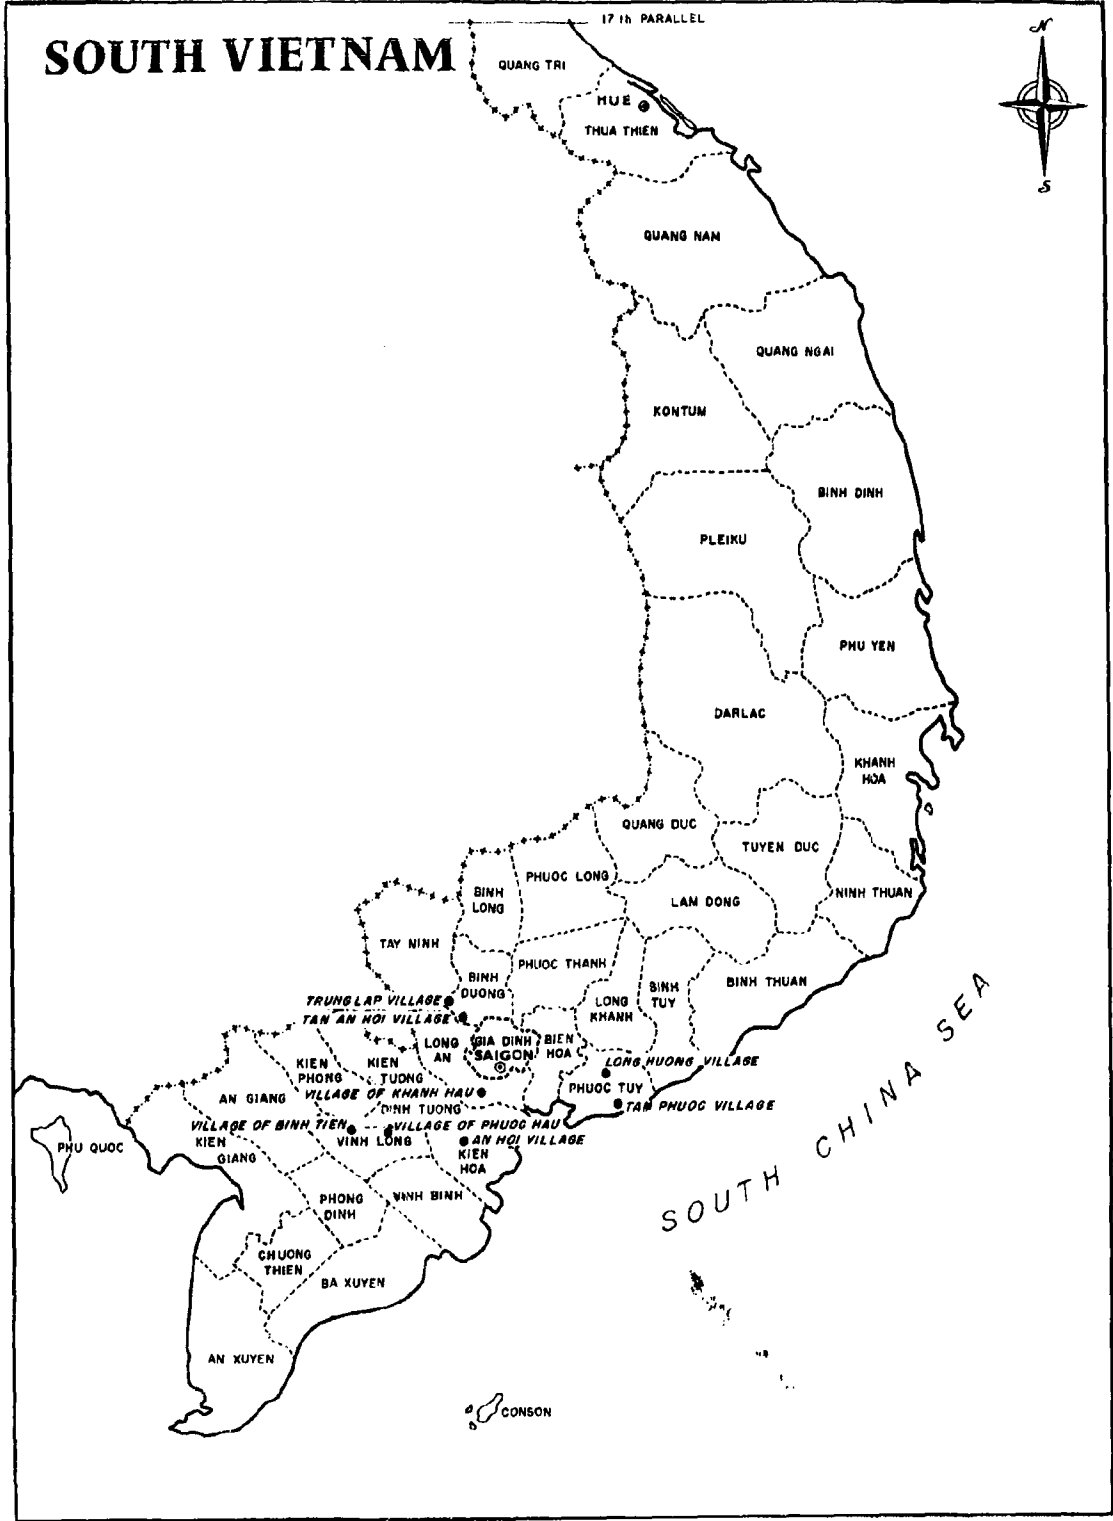 17 th PARALLEL
SOUTH VIETNAM
N
S
QUANG TRI
HUE
THUA THIEN
QUANG NAM
QUANG NGAI
KONTUM
BINH DINH
PLEIKU
PHU YEN
DARLAC
KHANH
HOA
QUANG DUC
TUYEN DUC
PHUOC LONG
BINH
LONG
LAM DONG
NINH THUAN
TAY NINH
PHUOC THANH
BINH
DUONG
BINH THUAN
BINH
TUY
LONG
KHANH
TRUNG LAP VILLAGE
TAN AN HOI VILLAGE
LONG
AN
GIA DINH
SAIGON
BIEN
HOA
LONG HUONG VILLAGE
PHUOC TUY
TAM PHUOC VILLAGE
KIEN
PHONG
KIEN
TUONG
AN GIANG
VILLAGE OF KHANH HAU
DINH TUONG
VILLAGE OF BINH TIEN
VILLAGE OF PHUOC HAU
VINH LONG
AN HOI VILLAGE
KIEN
HOA
KIEN
GIANG
PHU QUOC
PHONG
DINH
VINH BINH
CHUONG
THIEN
BA XUYEN
AN XUYEN
CONSON
SOUTH CHINA SEA